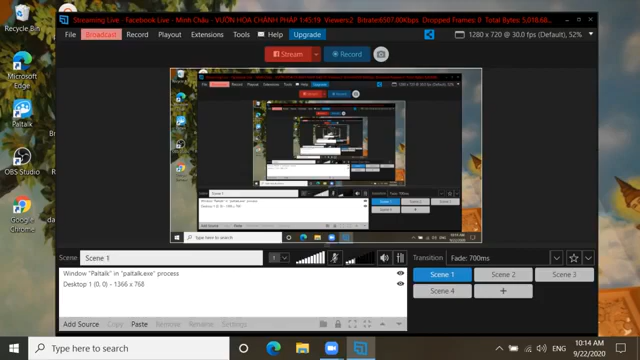 Streaming Live - Facebook Live - Minh Châu - VƯỜN HOA CHÁNH PHÁP 1:45:19 Viewers:2 Bitrate:6507.00Kbps Dropped Frames: 0 Total Bytes: 5,018,68...
File Broadcast Record Playout Extensions Tools Help Upgrade
1280 x 720 @ 30.0 fps (Default), 52%
Stream Record
Recycle Bin
Microsoft Edge
Paltalk
OBS Studio
Google Chrome
Scene Scene 1
Transition Fade: 700ms
Window "Paltalk" in "paltalk.exe" process
Desktop 1 (0, 0) - 1366 x 768
Scene 1 Scene 2 Scene 3
Scene 4 +
Add Source Copy Paste Remove Rename Settings
Type here to search
ENG
10:14 AM
9/22/2020